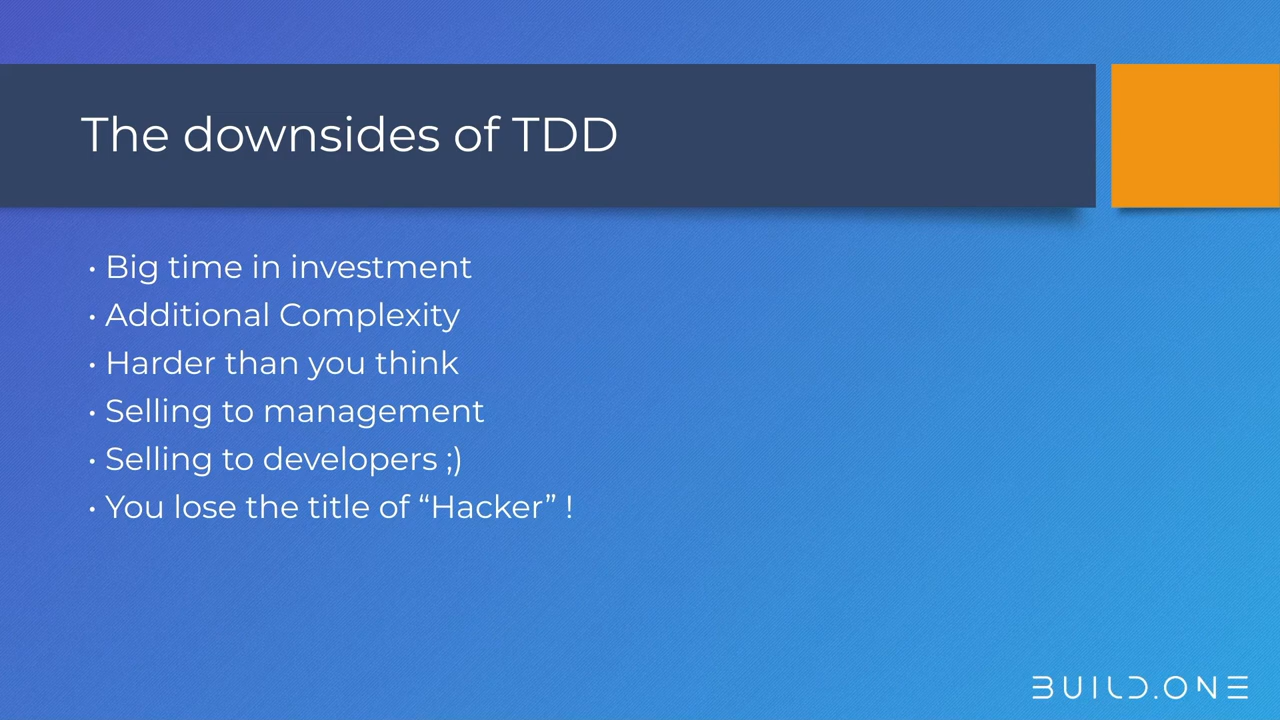 The downsides of TDD
• Big time in investment
• Additional Complexity
• Harder than you think
• Selling to management
• Selling to developers ;)
• You lose the title of “Hacker” !
BUILD.ONE